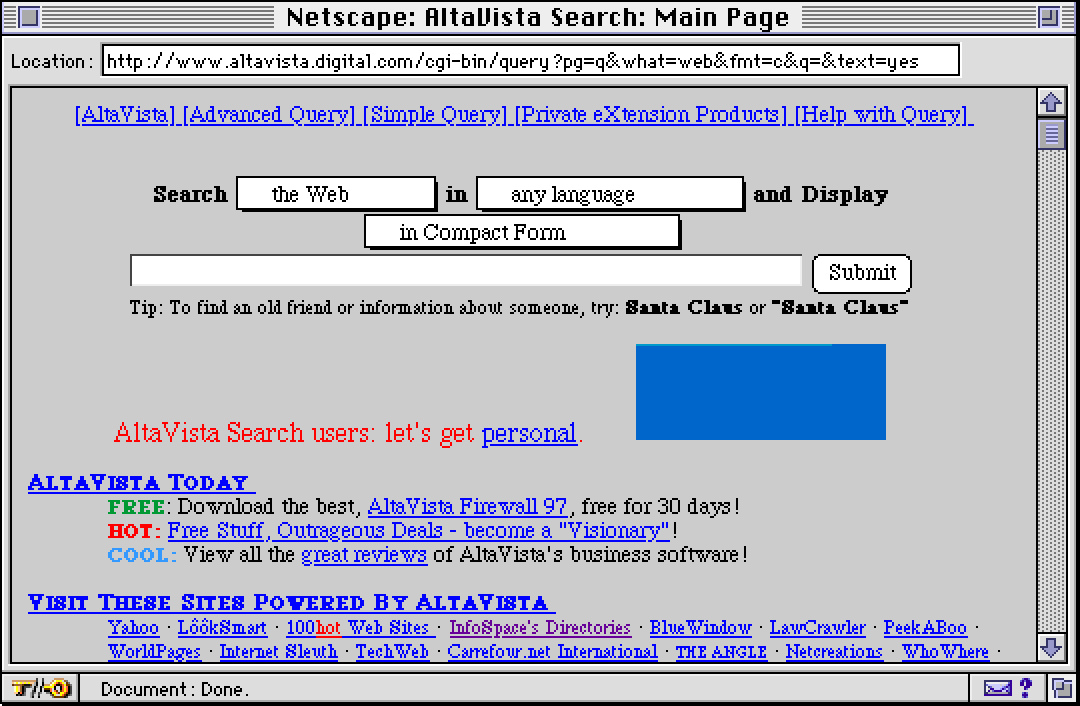 Netscape: AltaVista Search: Main Page
Location: http://www.altavista.digital.com/cgi-bin/query?pg=q&what=web&fmt=c&q=&text=yes
[AltaVista] [Advanced Query] [Simple Query] [Private eXtension Products] [Help with Query]
Search the Web in any language and Display
in Compact Form
Submit
Tip: To find an old friend or information about someone, try: Santa Claus or "Santa Claus"
AltaVista Search users: let's get personal.
ALTAVISTA TODAY
FREE: Download the best, AltaVista Firewall 97, free for 30 days!
HOT: Free Stuff, Outrageous Deals - become a "Visionary"!
COOL: View all the great reviews of AltaVista's business software!
VISIT THESE SITES POWERED BY ALTAVISTA
Yahoo · LôôkSmart · 100hot Web Sites · InfoSpace's Directories · BlueWindow · LawCrawler · PeekABoo ·
WorldPages · Internet Sleuth · TechWeb · Carrefour.net International · THE ANGLE · Netcreations · WhoWhere ·
Document: Done.
?